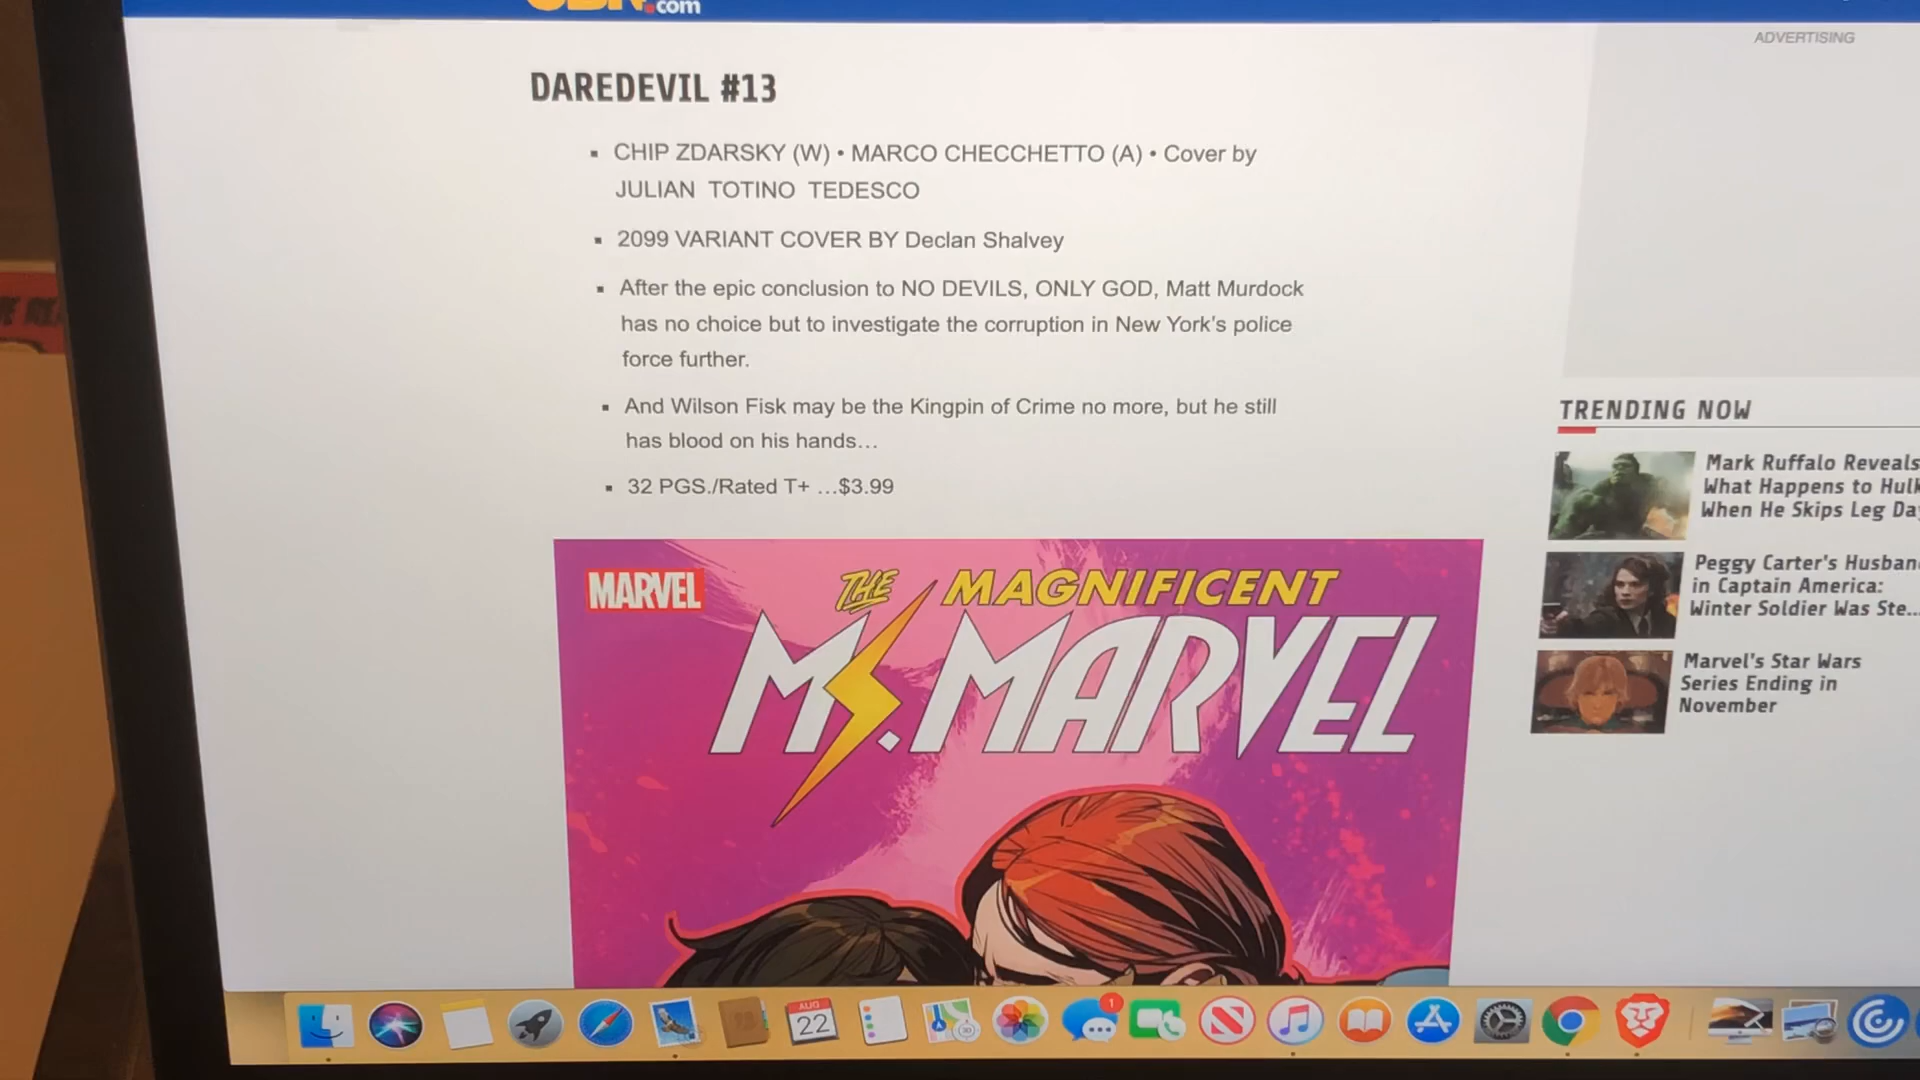 .com
ADVERTISING
DAREDEVIL #13
▪ CHIP ZDARSKY (W) • MARCO CHECCHETTO (A) • Cover by
JULIAN TOTINO TEDESCO
▪ 2099 VARIANT COVER BY Declan Shalvey
▪ After the epic conclusion to NO DEVILS, ONLY GOD, Matt Murdock
has no choice but to investigate the corruption in New York's police
force further.
▪ And Wilson Fisk may be the Kingpin of Crime no more, but he still
has blood on his hands…
▪ 32 PGS./Rated T+ …$3.99
TRENDING NOW
Mark Ruffalo Reveals
What Happens to Hulk
When He Skips Leg Da
Peggy Carter's Husban
in Captain America:
Winter Soldier Was Ste...
Marvel's Star Wars
Series Ending in
November
MARVEL
THE MAGNIFICENT
MS. MARVEL
AUG
22
1
3D